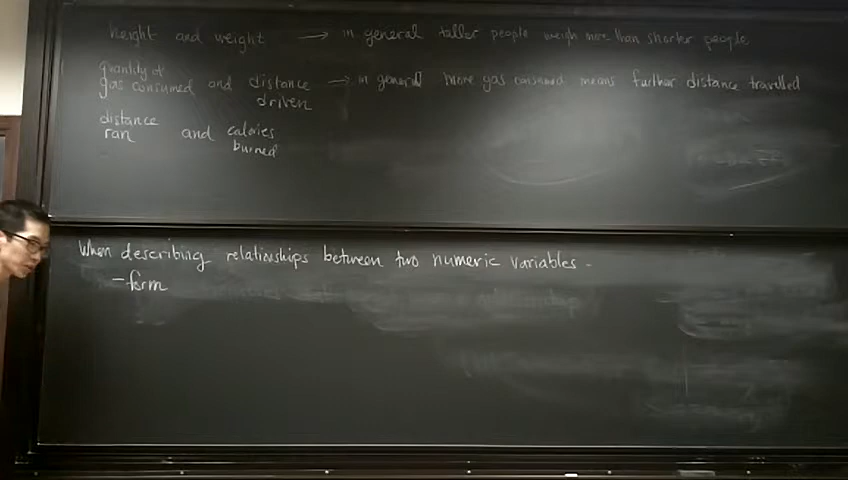 height and weight → in general taller people weigh more than shorter people
quantity of
gas consumed and distance → in general more gas consumed means further distance travelled
driven
distance
ran and calories
burned
When describing relationships between two numeric variables -
- form